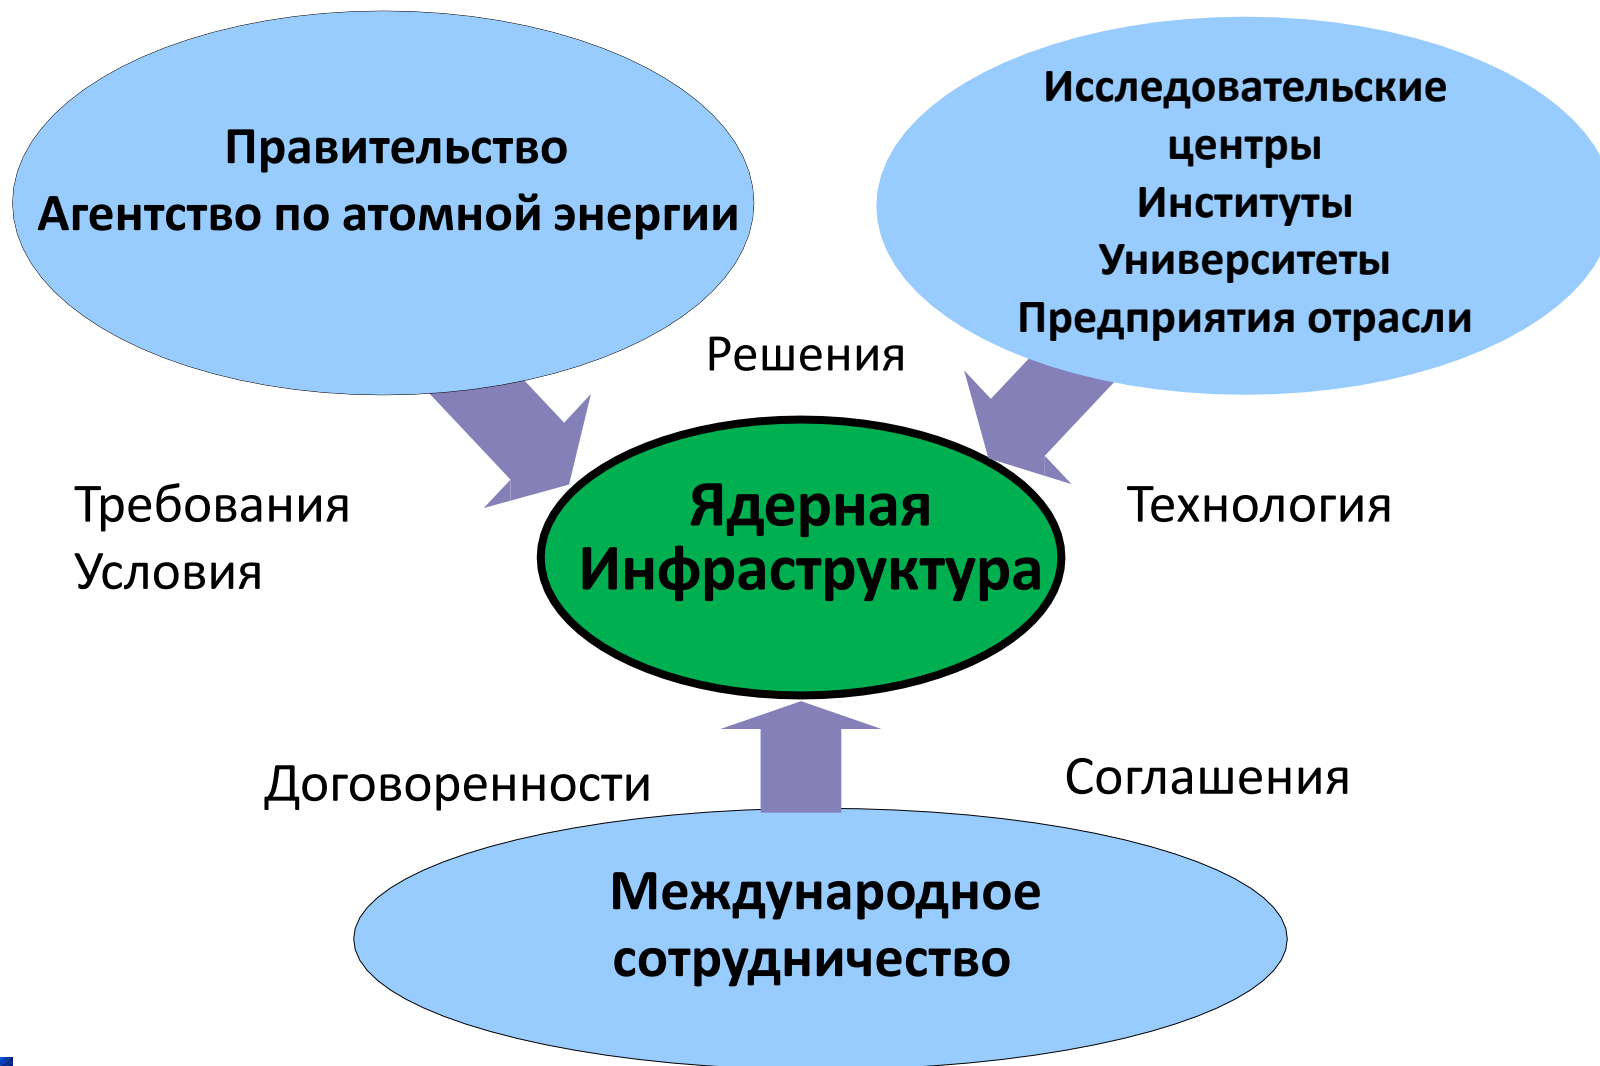 Правительство
Агентство по атомной энергии
Исследовательские
центры
Институты
Университеты
Предприятия отрасли
Решения
Требования
Условия
Ядерная
Инфраструктура
Технология
Договоренности
Соглашения
Международное
сотрудничество